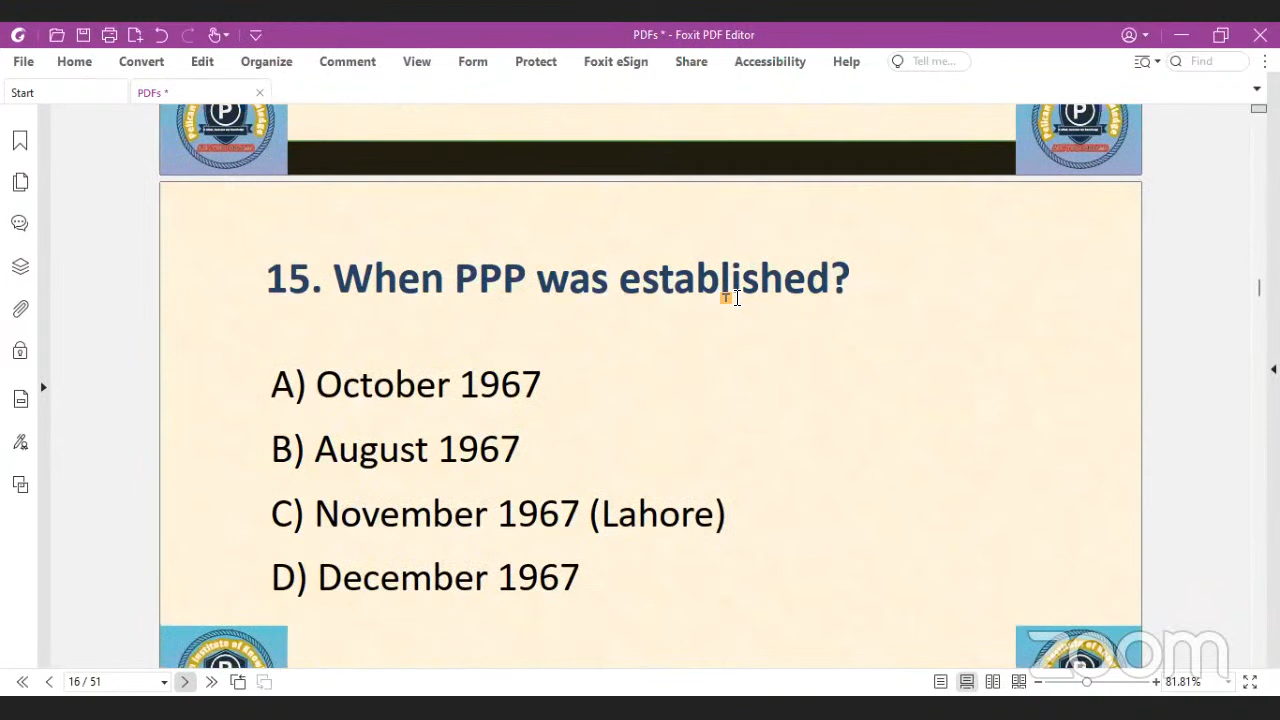 PDFs * - Foxit PDF Editor
File Home Convert Edit Organize Comment View Form Protect Foxit eSign Share Accessibility Help Tell me... Find
Start PDFs *
P
P
15. When PPP was established?
T
A) October 1967
B) August 1967
C) November 1967 (Lahore)
D) December 1967
Institute of
zoom
16 / 51 81.81%